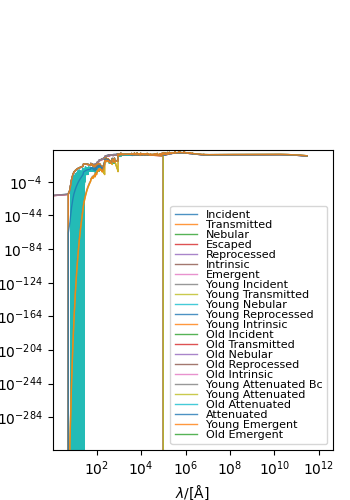 10^-4
10^-44
10^-84
10^-124
10^-164
10^-204
10^-244
10^-284
Incident
Transmitted
Nebular
Escaped
Reprocessed
Intrinsic
Emergent
Young Incident
Young Transmitted
Young Nebular
Young Reprocessed
Young Intrinsic
Old Incident
Old Transmitted
Old Nebular
Old Reprocessed
Old Intrinsic
Young Attenuated Bc
Young Attenuated
Old Attenuated
Attenuated
Young Emergent
Old Emergent
10^2 10^4 10^6 10^8 10^10 10^12
λ/[Å]